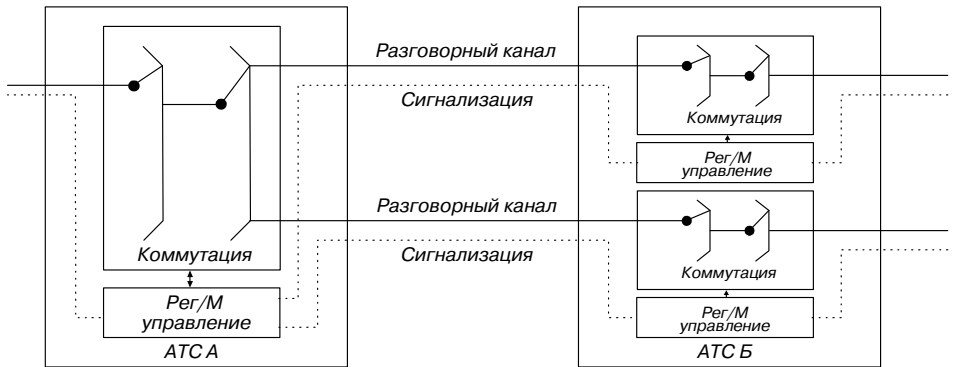 Разговорный канал
Сигнализация
Коммутация
Рег/М
управление
Разговорный канал
Коммутация
Сигнализация
Коммутация
Рег/М
управление
Рег/М
управление
АТС А
АТС Б